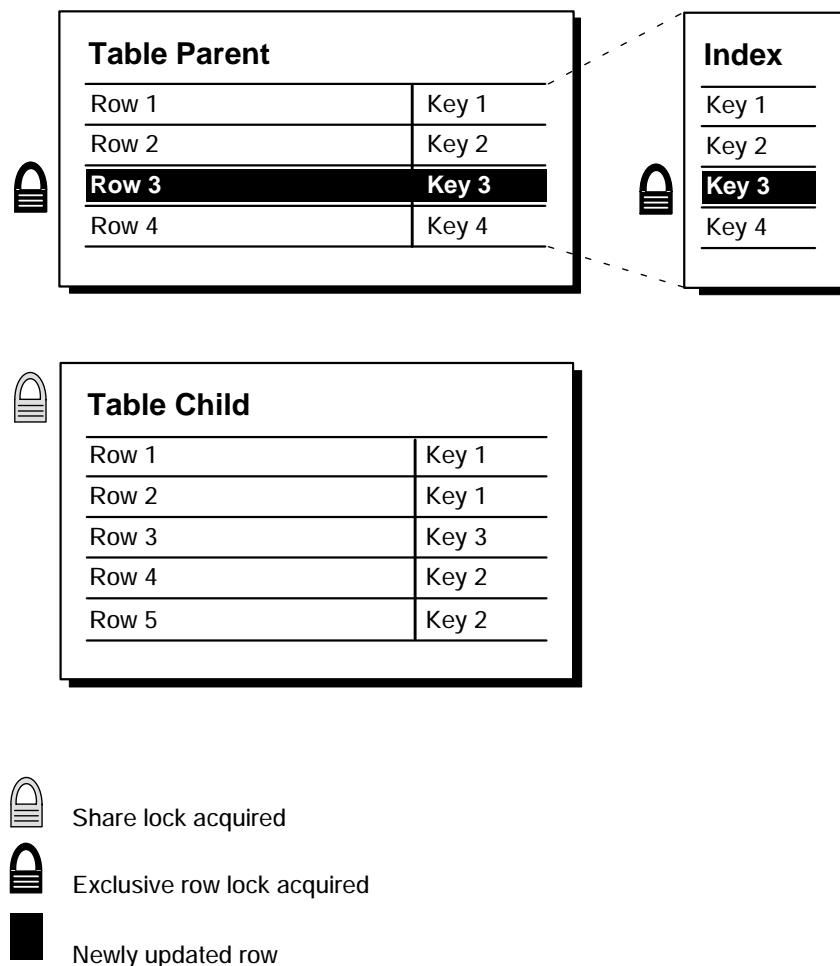 Table Parent
Row 1 Key 1
Row 2 Key 2
Row 3 Key 3
Row 4 Key 4
Index
Key 1
Key 2
Key 3
Key 4
Table Child
Row 1 Key 1
Row 2 Key 1
Row 3 Key 3
Row 4 Key 2
Row 5 Key 2
Share lock acquired
Exclusive row lock acquired
Newly updated row